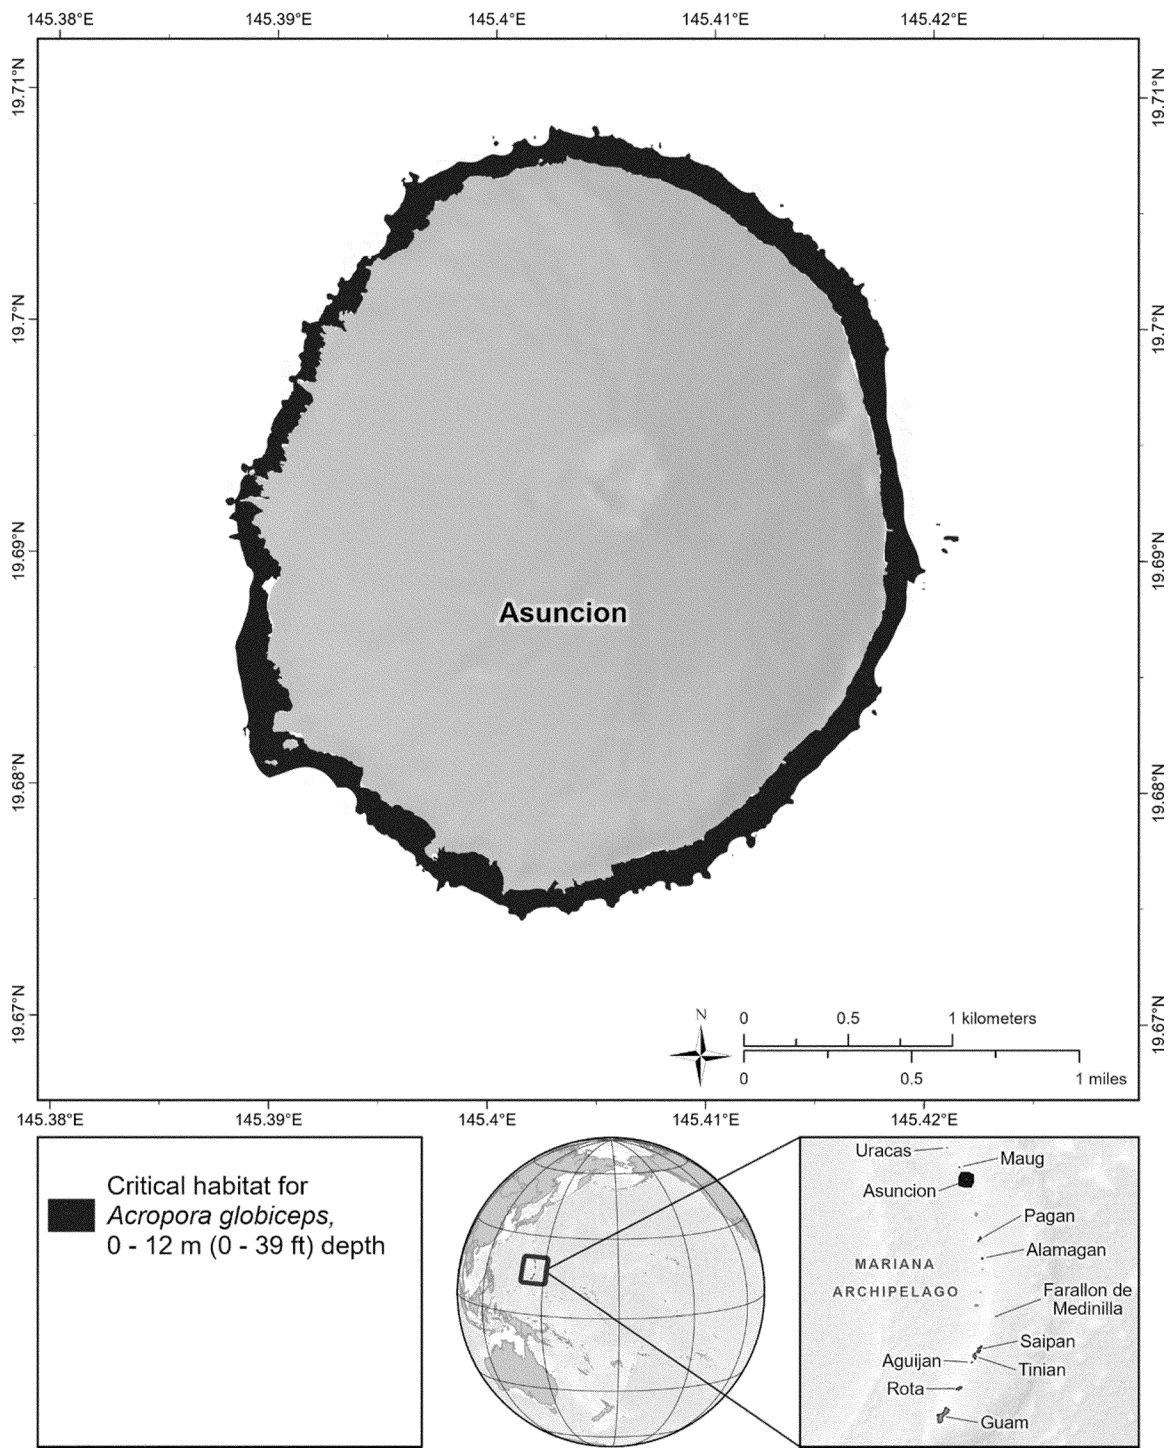 145.38°E 145.39°E 145.4°E 145.41°E 145.42°E
19.71°N 19.71°N
19.7°N 19.7°N
19.69°N 19.69°N
Asuncion
19.68°N 19.68°N
19.67°N 19.67°N
N
0 0.5 1 kilometers
0 0.5 1 miles
145.38°E 145.39°E 145.4°E 145.41°E 145.42°E
Critical habitat for
Acropora globiceps,
0 - 12 m (0 - 39 ft) depth
Uracas
Maug
Asuncion
Pagan
Alamagan
MARIANA
ARCHIPELAGO
Farallon de
Medinilla
Saipan
Aguijan
Tinian
Rota
Guam